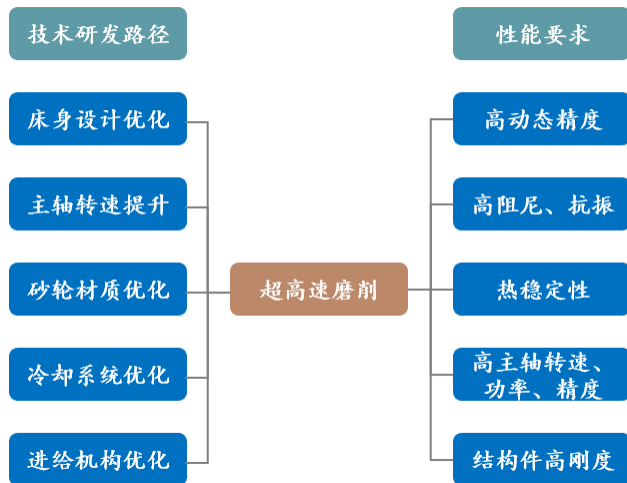 技术研发路径
性能要求
床身设计优化
高动态精度
主轴转速提升
高阻尼、抗振
砂轮材质优化
超高速磨削
热稳定性
冷却系统优化
高主轴转速、
功率、精度
进给机构优化
结构件高刚度